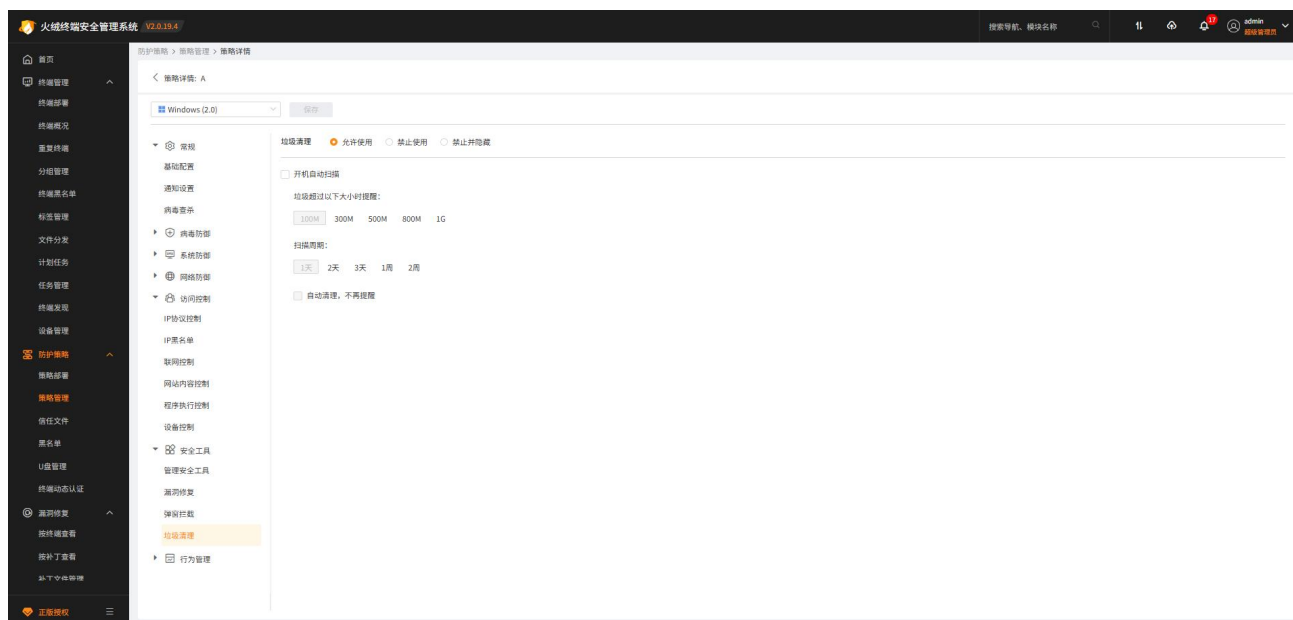 火绒终端安全管理系统 V2.0.19.4
搜索导航、模块名称
17
admin
超级管理员
首页
终端管理
终端部署
终端概况
重复终端
分组管理
终端黑名单
标签管理
文件分发
计划任务
任务管理
终端发现
设备管理
防护策略
策略部署
策略管理
信任文件
黑名单
U盘管理
终端动态认证
漏洞修复
按终端查看
按补丁查看
补丁文件管理
正版授权
防护策略 > 策略管理 > 策略详情
策略详情: A
Windows (2.0)
保存
常规
基础配置
通知设置
病毒查杀
病毒防御
系统防御
网络防御
访问控制
IP协议控制
IP黑名单
联网控制
网站内容控制
程序执行控制
设备控制
安全工具
管理安全工具
漏洞修复
弹窗拦截
垃圾清理
行为管理
垃圾清理 允许使用 禁止使用 禁止并隐藏
开机自动扫描
垃圾超过以下大小时提醒：
100M 300M 500M 800M 1G
扫描周期：
1天 2天 3天 1周 2周
自动清理，不再提醒